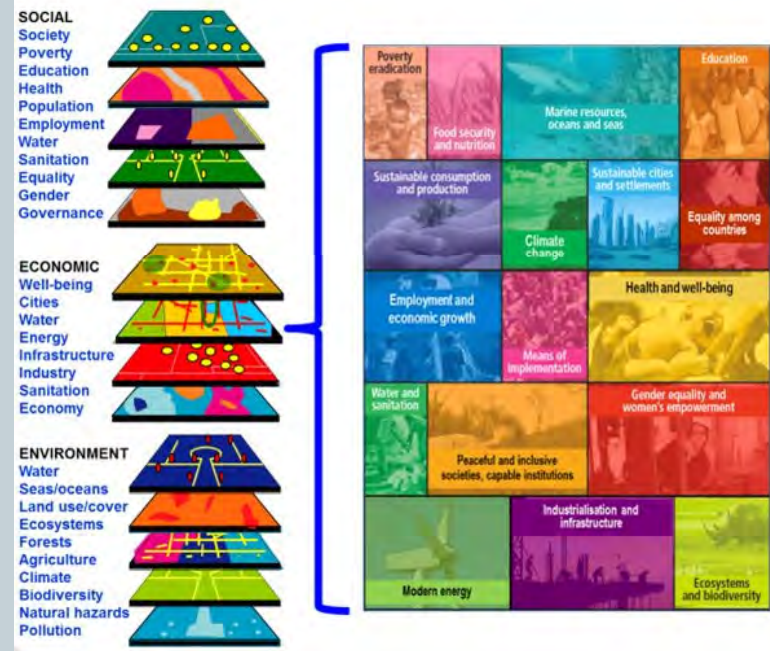 SOCIAL
Society
Poverty
Education
Health
Population
Employment
Water
Sanitation
Equality
Gender
Governance
ECONOMIC
Well-being
Cities
Water
Energy
Infrastructure
Industry
Sanitation
Economy
ENVIRONMENT
Water
Seas/oceans
Land use/cover
Ecosystems
Forests
Agriculture
Climate
Biodiversity
Natural hazards
Pollution
Poverty
eradication
Food security
and nutrition
Marine resources,
oceans and seas
Education
Sustainable consumption
and production
Climate
change
Sustainable cities
and settlements
Equality among
countries
Employment and
economic growth
Means of
implementation
Health and well-being
Water and
sanitation
Peaceful and inclusive
societies, capable institutions
Gender equality and
women's empowerment
Modern energy
Industrialisation and
infrastructure
Ecosystems
and biodiversity